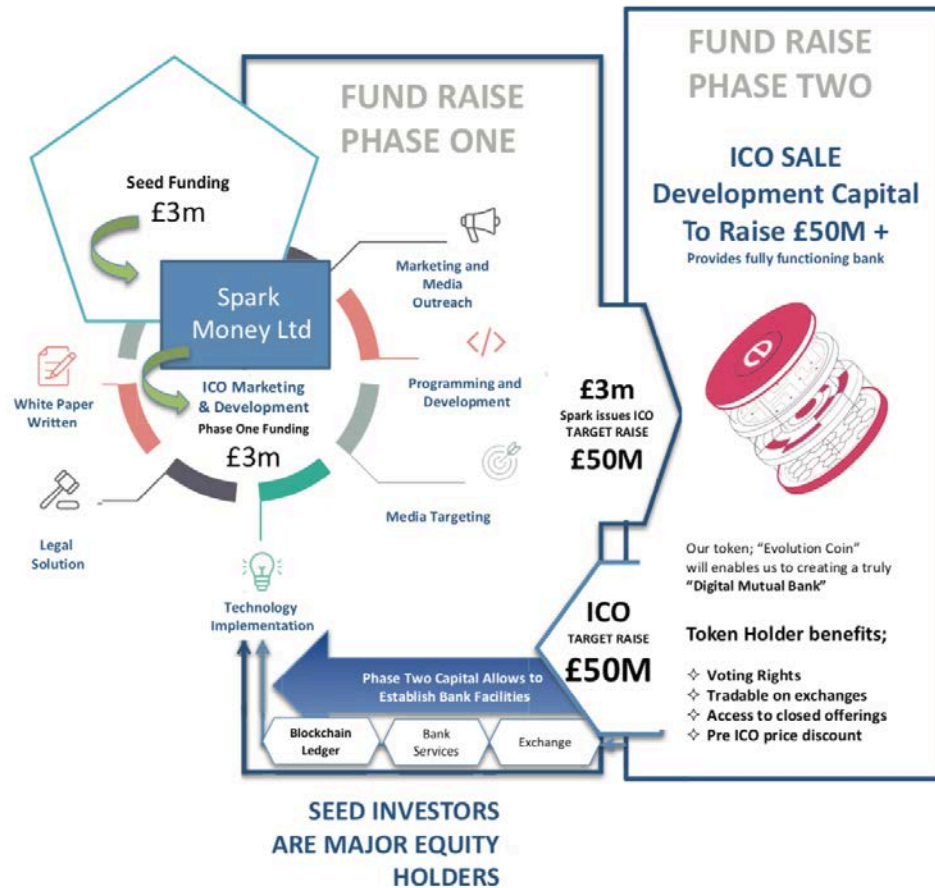 FUND RAISE
PHASE ONE
Seed Funding
£3m
Spark
Money Ltd
Marketing and
Media
Outreach
White Paper
Written
ICO Marketing
& Development
Phase One Funding
£3m
Programming and
Development
Legal
Solution
Media Targeting
Technology
Implementation
£3m
Spark issues ICO
TARGET RAISE
£50M
ICO
TARGET RAISE
£50M
Phase Two Capital Allows to
Establish Bank Facilities
Blockchain
Ledger
Bank
Services
Exchange
SEED INVESTORS
ARE MAJOR EQUITY
HOLDERS
FUND RAISE
PHASE TWO
ICO SALE
Development Capital
To Raise £50M +
Provides fully functioning bank
Our token; “Evolution Coin”
will enables us to creating a truly
“Digital Mutual Bank”
Token Holder benefits;
✧ Voting Rights
✧ Tradable on exchanges
✧ Access to closed offerings
✧ Pre ICO price discount